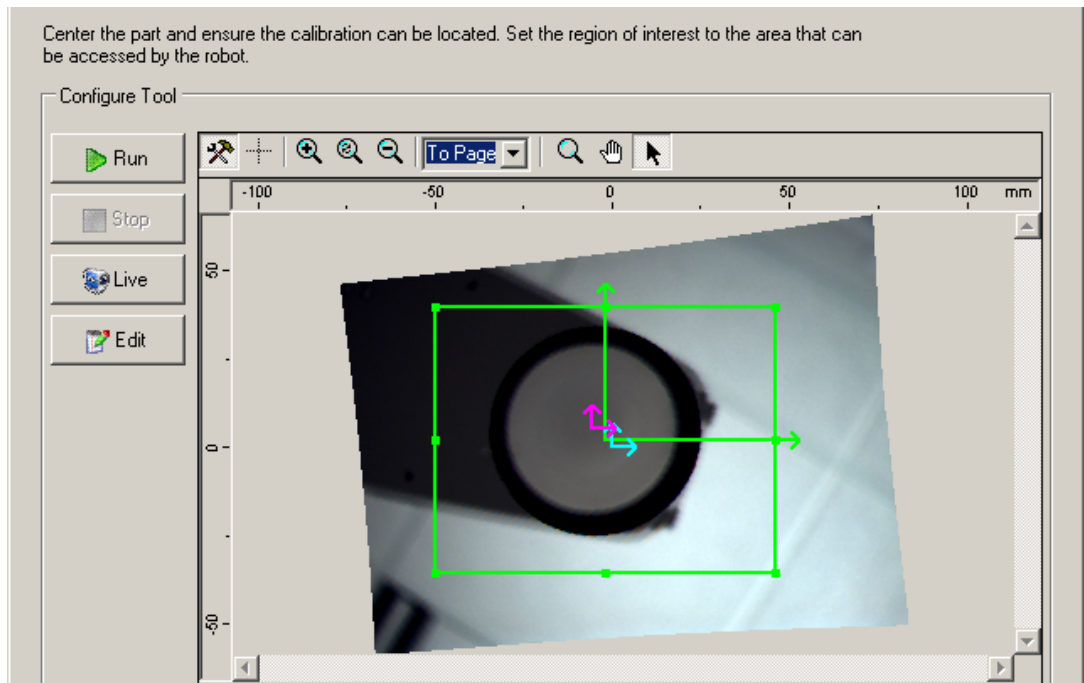 Center the part and ensure the calibration can be located. Set the region of interest to the area that can
be accessed by the robot.
Configure Tool
Run
Stop
Live
Edit
To Page
-100 -50 0 50 100 mm
50
0
-50